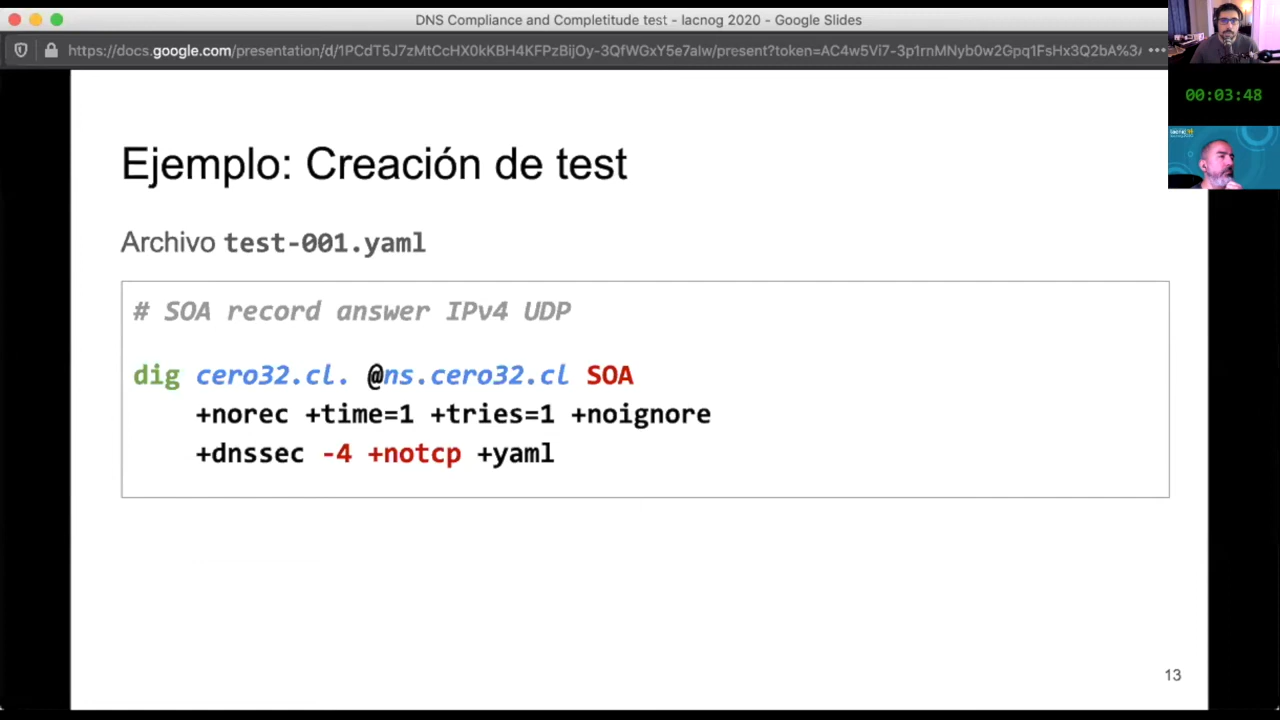 DNS Compliance and Completitude test - lacnog 2020 - Google Slides
00:03:48
Ejemplo: Creación de test
Archivo test-001.yaml
# SOA record answer IPv4 UDP
dig cero32.cl. @ns.cero32.cl SOA
+norec +time=1 +tries=1 +noignore
+dnssec -4 +notcp +yaml
13